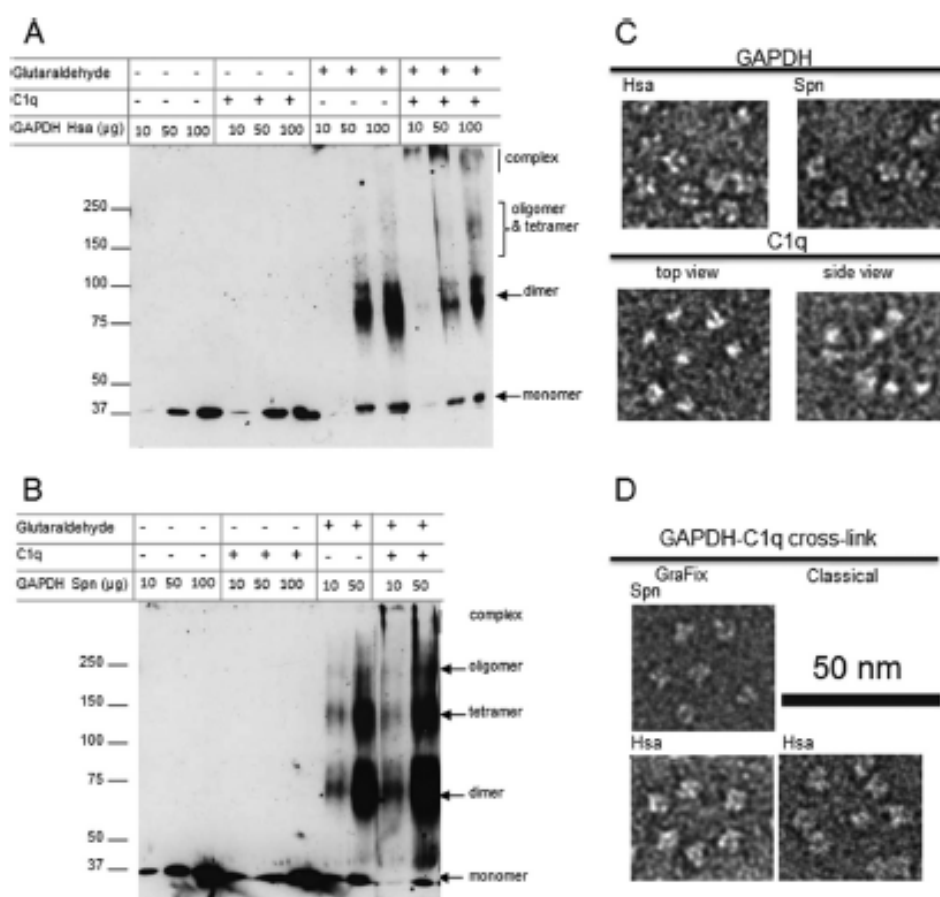 A
Glutaraldehyde - - - - - - + + + + + +
C1q - - - + + + - - - + + +
GAPDH Hsa (µg) 10 50 100 10 50 100 10 50 100 10 50 100
complex
250
oligomer
& tetramer
150
100
dimer
75
50
monomer
37
B
Glutaraldehyde - - - - - - + + + +
C1q - - - + + + - - + +
GAPDH Spn (µg) 10 50 100 10 50 100 10 50 10 50
complex
250
oligomer
150
tetramer
100
75
dimer
50
37
monomer
C
GAPDH
Hsa Spn
C1q
top view side view
D
GAPDH-C1q cross-link
GraFix Classical
Spn
50 nm
Hsa Hsa